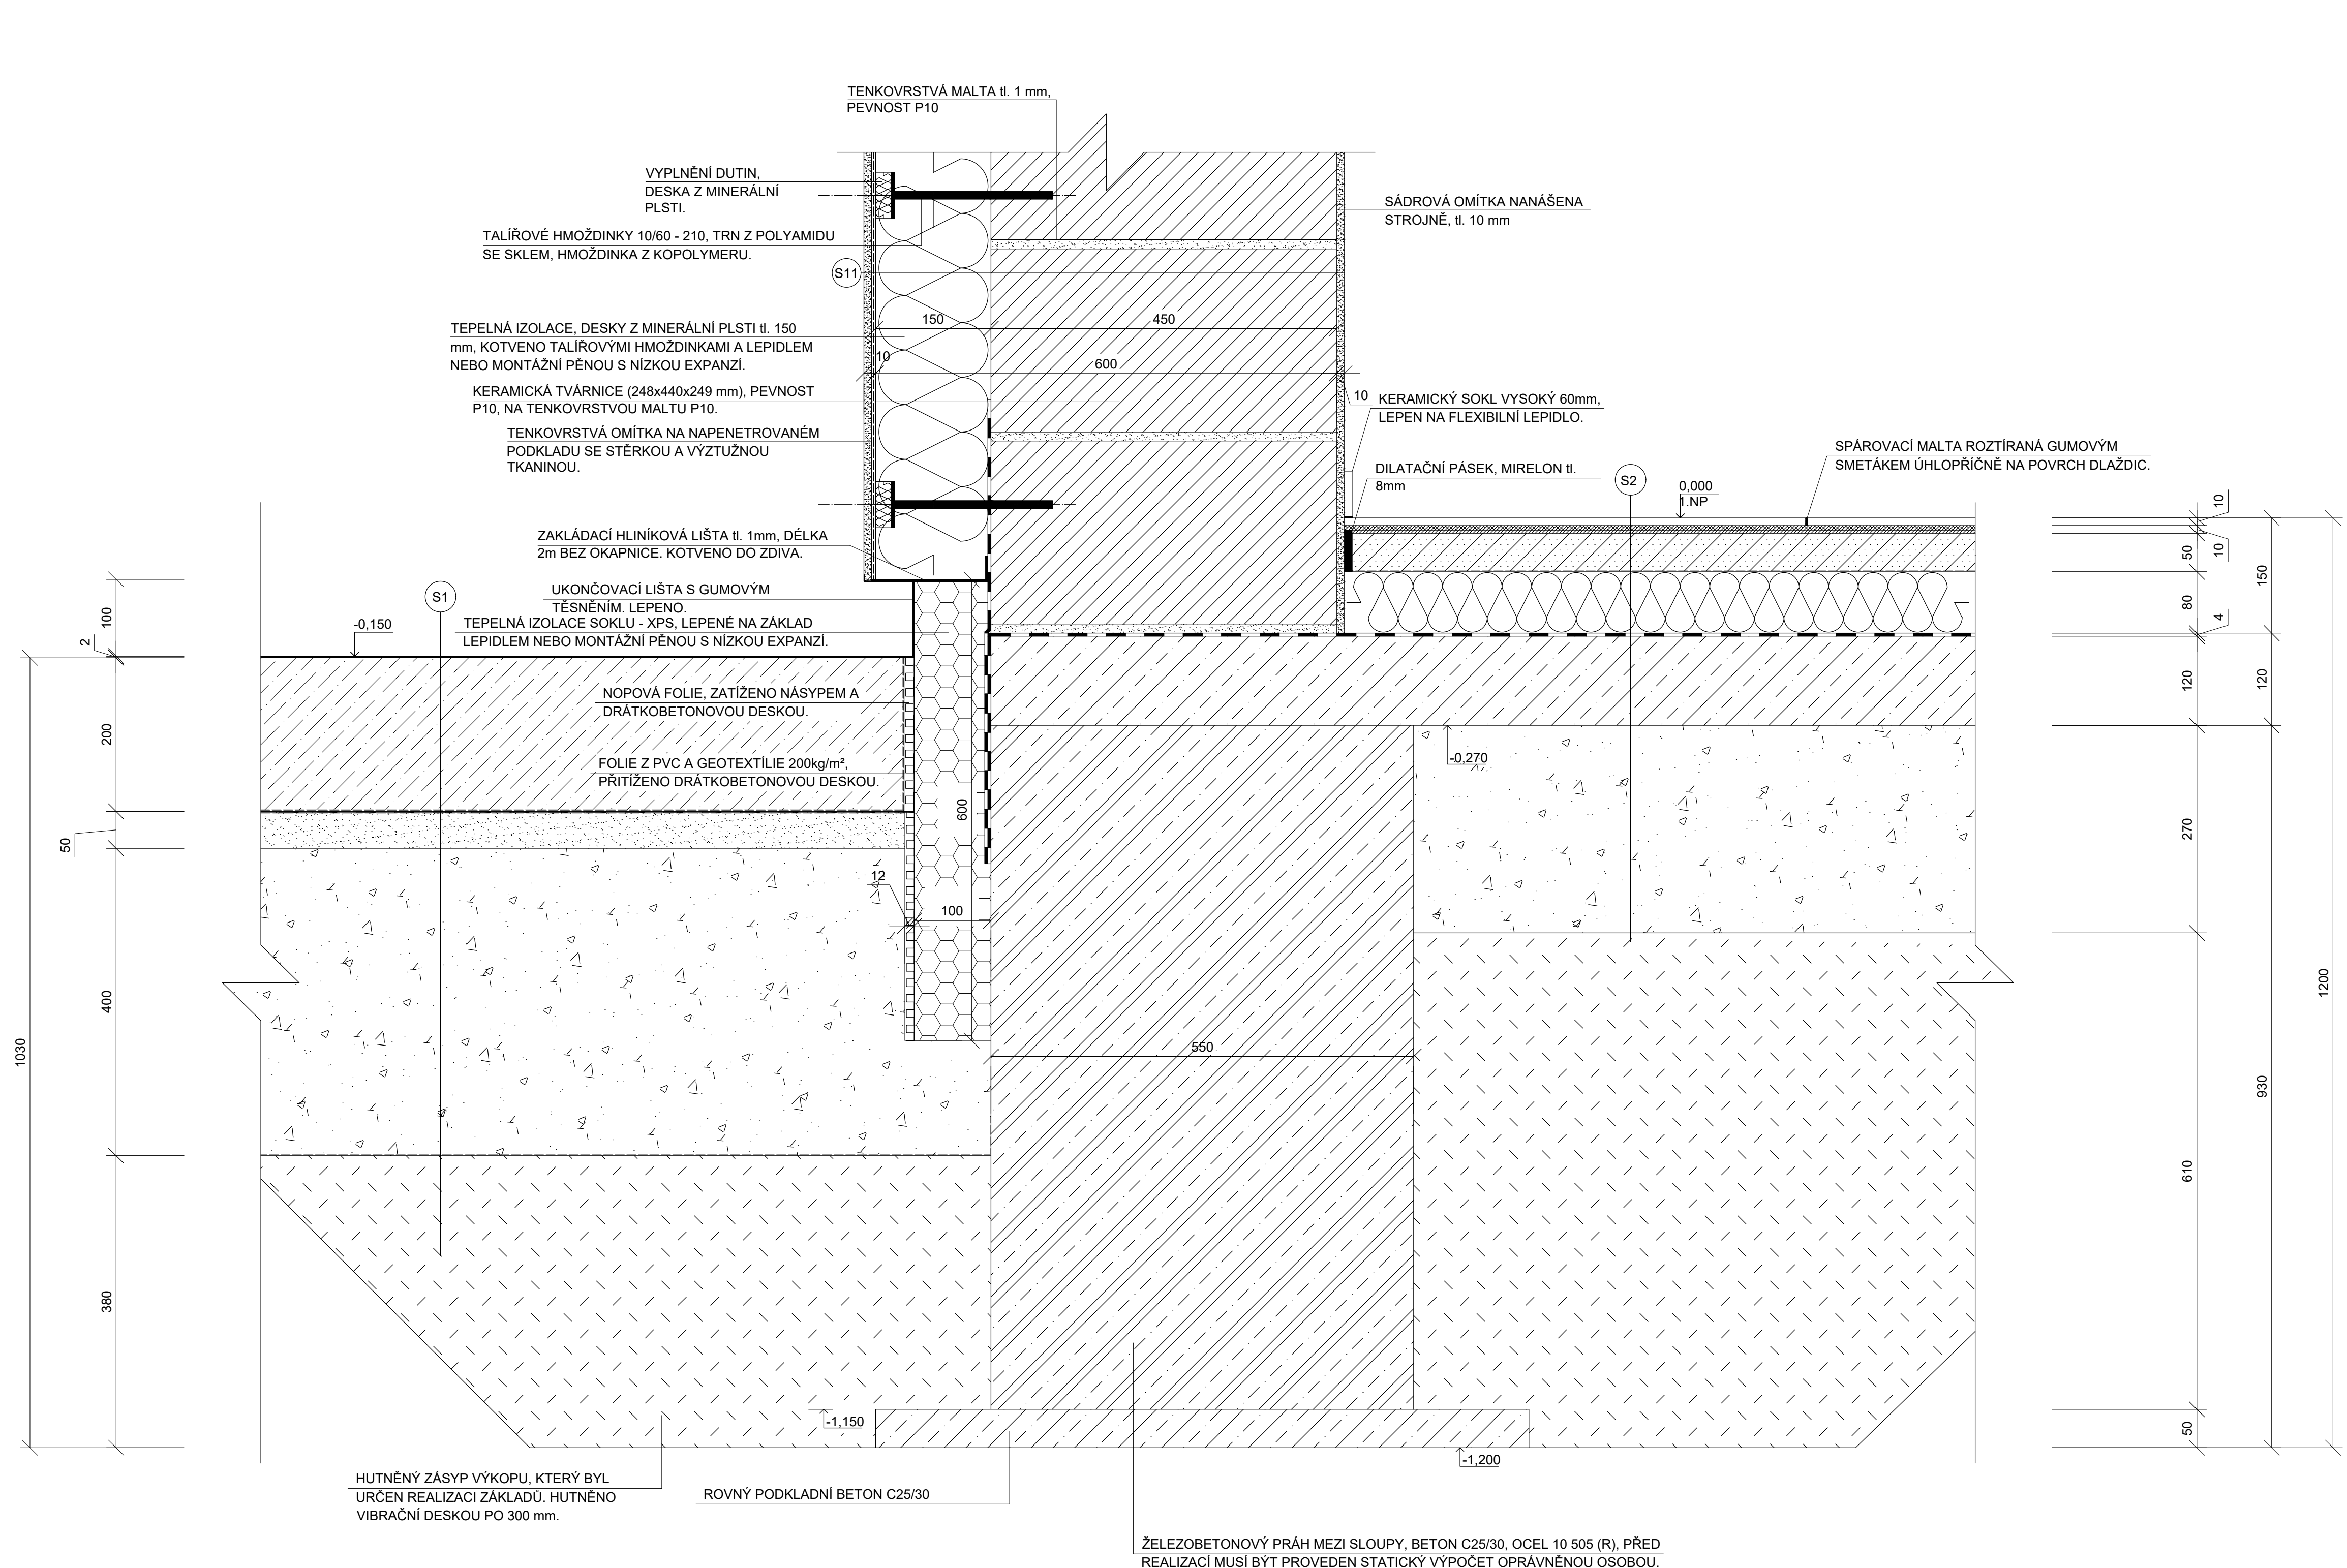 TENKOVRSTVÁ MALTA tl. 1 mm,
PEVNOST P10
VYPLNĚNÍ DUTIN,
DESKA Z MINERÁLNÍ
PLSTI.
TALÍŘOVÉ HMOŽDINKY 10/60 - 210, TRN Z POLYAMIDU
SE SKLEM, HMOŽDINKA Z KOPOLYMERU.
S11
TEPELNÁ IZOLACE, DESKY Z MINERÁLNÍ PLSTI tl. 150
mm, KOTVENO TALÍŘOVÝMI HMOŽDINKAMI A LEPIDLEM
NEBO MONTÁŽNÍ PĚNOU S NÍZKOU EXPANZÍ.
KERAMICKÁ TVÁRNICE (248x440x249 mm), PEVNOST
P10, NA TENKOVRSTVOU MALTU P10.
TENKOVRSTVÁ OMÍTKA NA NAPENETROVANÉM
PODKLADU SE STĚRKOU A VÝZTUŽNOU
TKANINOU.
ZAKLÁDACÍ HLINÍKOVÁ LIŠTA tl. 1mm, DÉLKA
2m BEZ OKAPNICE. KOTVENO DO ZDIVA.
UKONČOVACÍ LIŠTA S GUMOVÝM
TĚSNĚNÍM. LEPENO.
TEPELNÁ IZOLACE SOKLU - XPS, LEPENÉ NA ZÁKLAD
LEPIDLEM NEBO MONTÁŽNÍ PĚNOU S NÍZKOU EXPANZÍ.
NOPOVÁ FOLIE, ZATÍŽENO NÁSYPEM A
DRÁTKOBETONOVOU DESKOU.
FOLIE Z PVC A GEOTEXTÍLIE 200kg/m²,
PŘITÍŽENO DRÁTKOBETONOVOU DESKOU.
150
450
10
600
10
SÁDROVÁ OMÍTKA NANÁŠENA
STROJNĚ, tl. 10 mm
KERAMICKÝ SOKL VYSOKÝ 60mm,
LEPEN NA FLEXIBILNÍ LEPIDLO.
DILATAČNÍ PÁSEK, MIRELON tl.
8mm
SPÁROVACÍ MALTA ROZTÍRANÁ GUMOVÝM
SMETÁKEM ÚHLOPŘÍČNĚ NA POVRCH DLAŽDIC.
S2
0,000
1.NP
S1
-0,150
-0,270
600
12
100
550
-1,150
-1,200
100
2
200
50
400
380
1030
10
10
50
80
4
120
270
610
50
150
120
930
1200
HUTNĚNÝ ZÁSYP VÝKOPU, KTERÝ BYL
URČEN REALIZACI ZÁKLADŮ. HUTNĚNO
VIBRAČNÍ DESKOU PO 300 mm.
ROVNÝ PODKLADNÍ BETON C25/30
ŽELEZOBETONOVÝ PRÁH MEZI SLOUPY, BETON C25/30, OCEL 10 505 (R), PŘED
REALIZACÍ MUSÍ BÝT PROVEDEN STATICKÝ VÝPOČET OPRÁVNĚNOU OSOBOU.